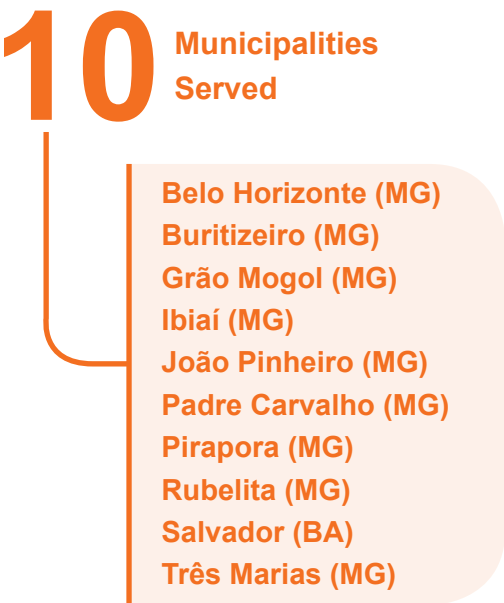 10
Municipalities
Served
Belo Horizonte (MG)
Buritizeiro (MG)
Grão Mogol (MG)
Ibiaí (MG)
João Pinheiro (MG)
Padre Carvalho (MG)
Pirapora (MG)
Rubelita (MG)
Salvador (BA)
Três Marias (MG)